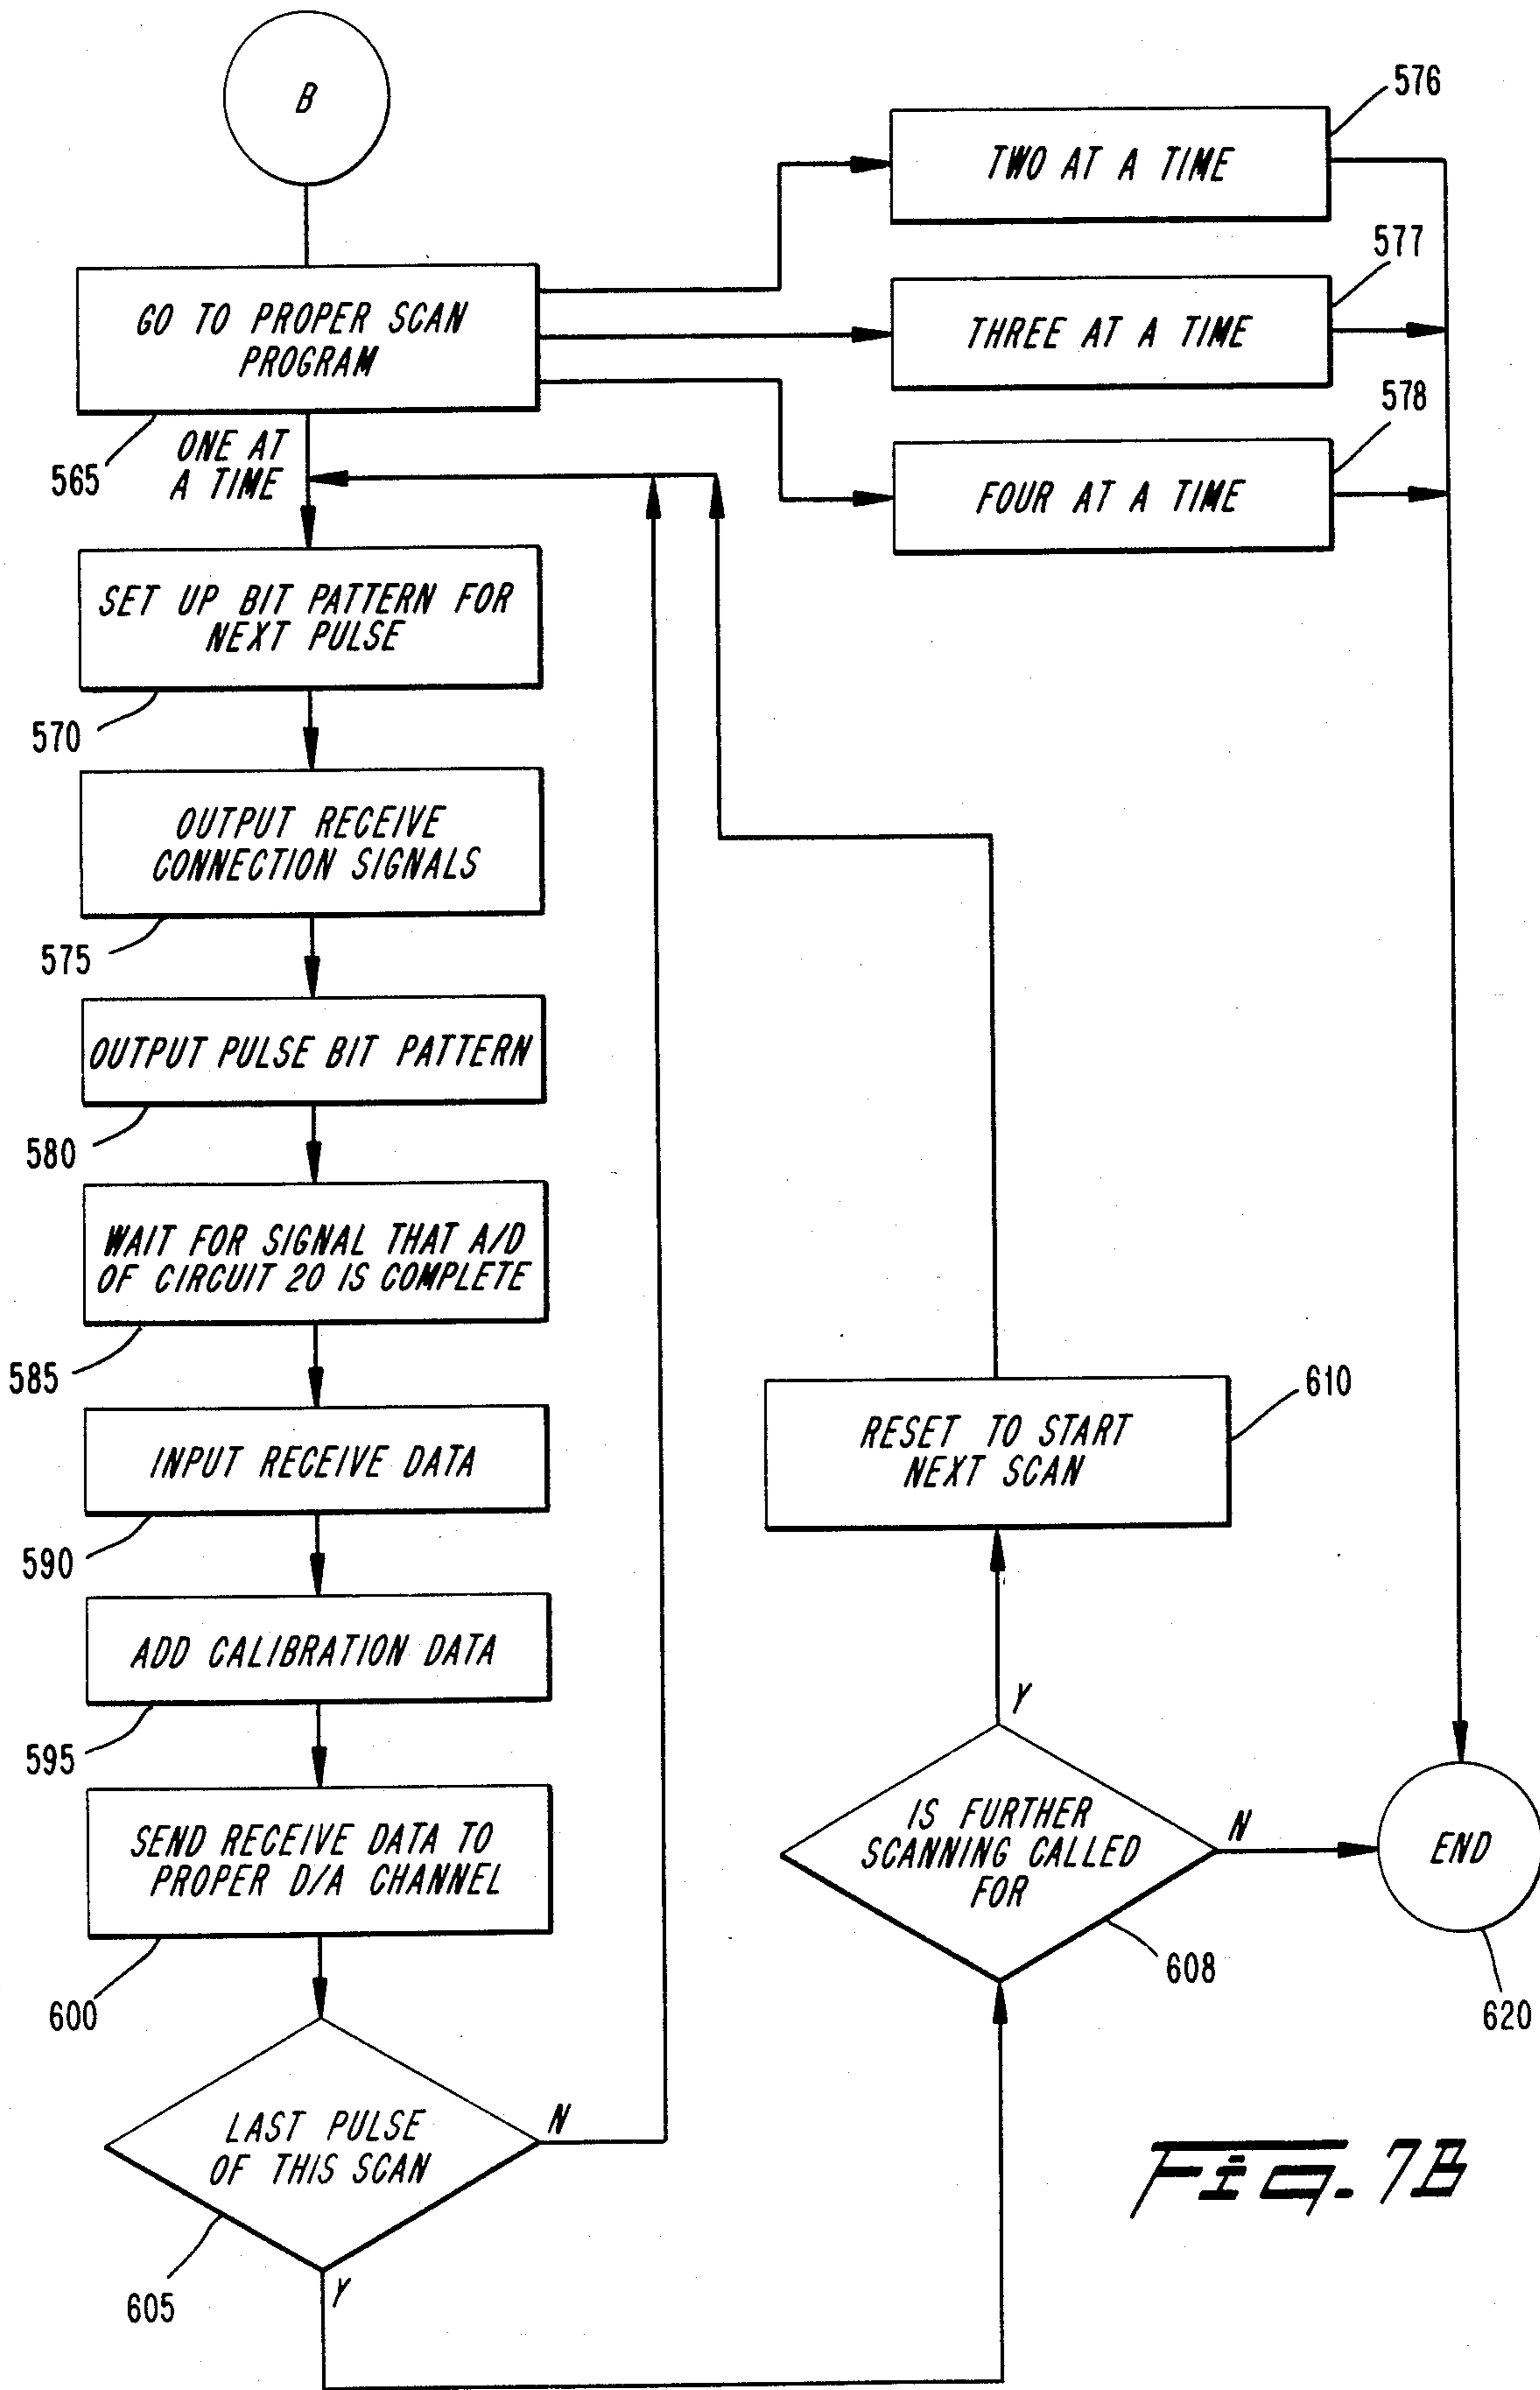 B
576
TWO AT A TIME
577
GO TO PROPER SCAN
PROGRAM
THREE AT A TIME
578
565
ONE AT
A TIME
FOUR AT A TIME
SET UP BIT PATTERN FOR
NEXT PULSE
570
OUTPUT RECEIVE
CONNECTION SIGNALS
575
OUTPUT PULSE BIT PATTERN
580
WAIT FOR SIGNAL THAT A/D
OF CIRCUIT 20 IS COMPLETE
585
INPUT RECEIVE DATA
590
ADD CALIBRATION DATA
595
SEND RECEIVE DATA TO
PROPER D/A CHANNEL
600
LAST PULSE
OF THIS SCAN
N
605
Y
610
RESET TO START
NEXT SCAN
Y
IS FURTHER
SCANNING CALLED
FOR
N
608
END
620
Fig. 7B